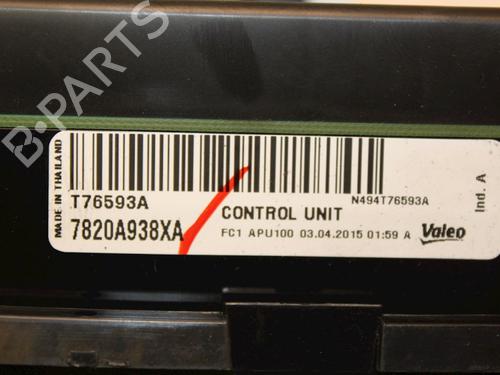 B-PARTS
MADE IN THAILAND
T76593A
N494T76593A
7820A938XA
CONTROL UNIT
FC1 APU100 03.04.2015 01:59 A
Valeo
Ind. A